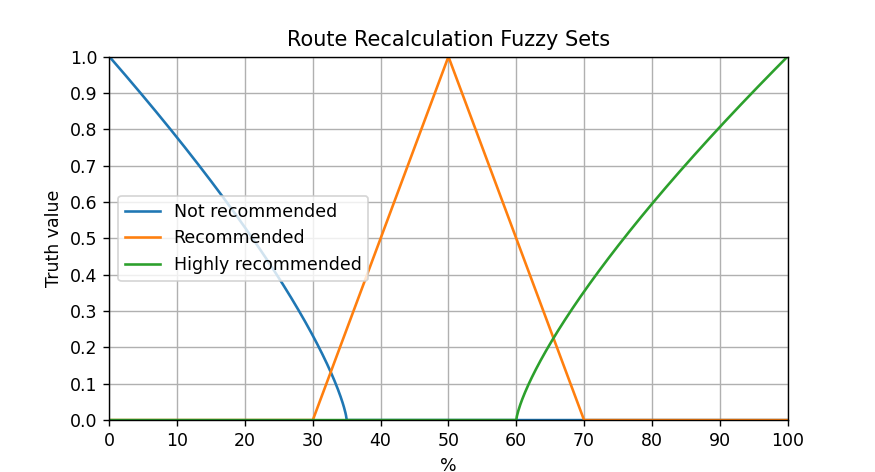 Route Recalculation Fuzzy Sets
1.0
0.9
0.8
0.7
0.6
0.5
0.4
0.3
0.2
0.1
0.0
Truth value
Not recommended
Recommended
Highly recommended
0 10 20 30 40 50 60 70 80 90 100
%